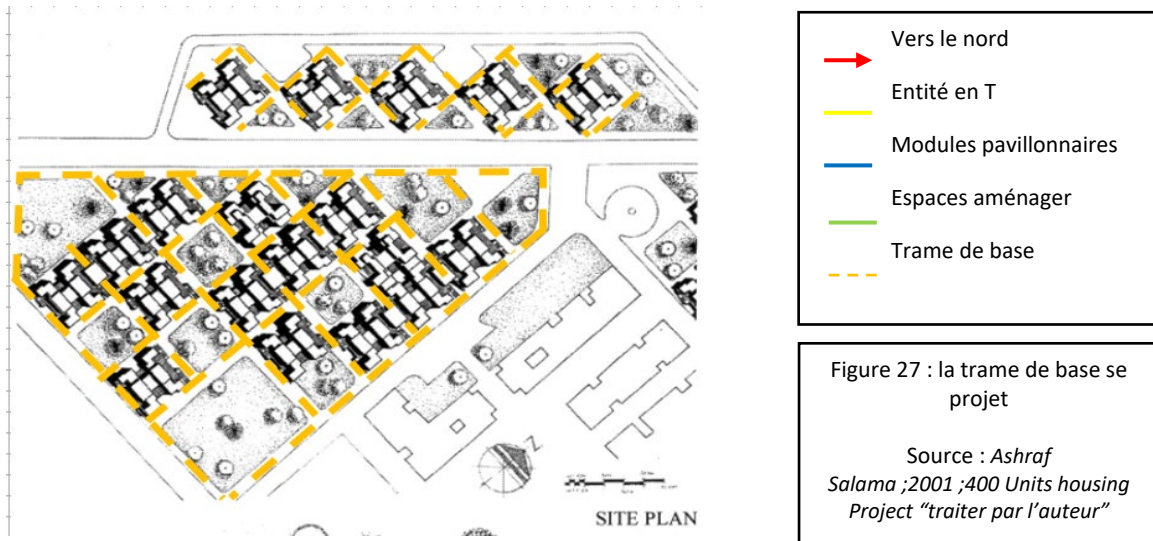 SITE PLAN
Vers le nord
Entité en T
Modules pavillonnaires
Espaces aménager
Trame de base
Figure 27 : la trame de base se
projet
Source : Ashraf
Salama ;2001 ;400 Units housing
Project “traiter par l’auteur”